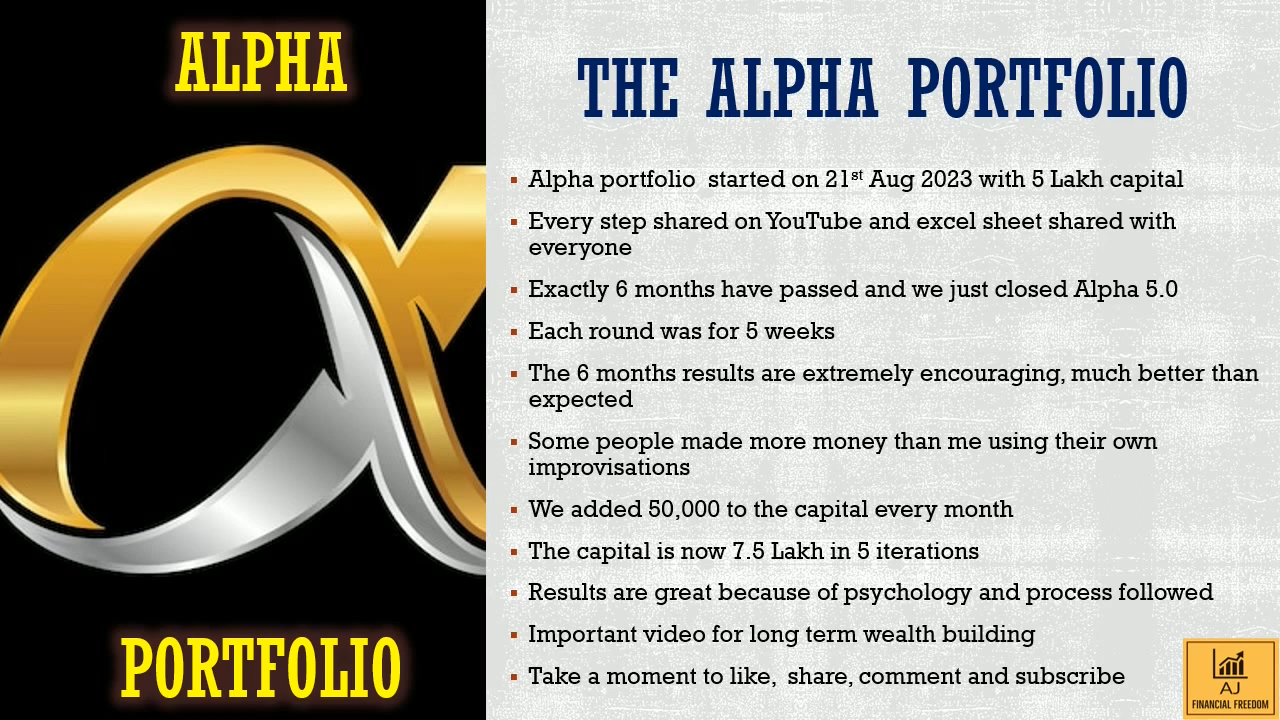 ALPHA
PORTFOLIO
THE ALPHA PORTFOLIO
Alpha portfolio started on 21st Aug 2023 with 5 Lakh capital
Every step shared on YouTube and excel sheet shared with
everyone
Exactly 6 months have passed and we just closed Alpha 5.0
Each round was for 5 weeks
The 6 months results are extremely encouraging, much better than
expected
Some people made more money than me using their own
improvisations
We added 50,000 to the capital every month
The capital is now 7.5 Lakh in 5 iterations
Results are great because of psychology and process followed
Important video for long term wealth building
Take a moment to like, share, comment and subscribe
AJ
FINANCIAL FREEDOM